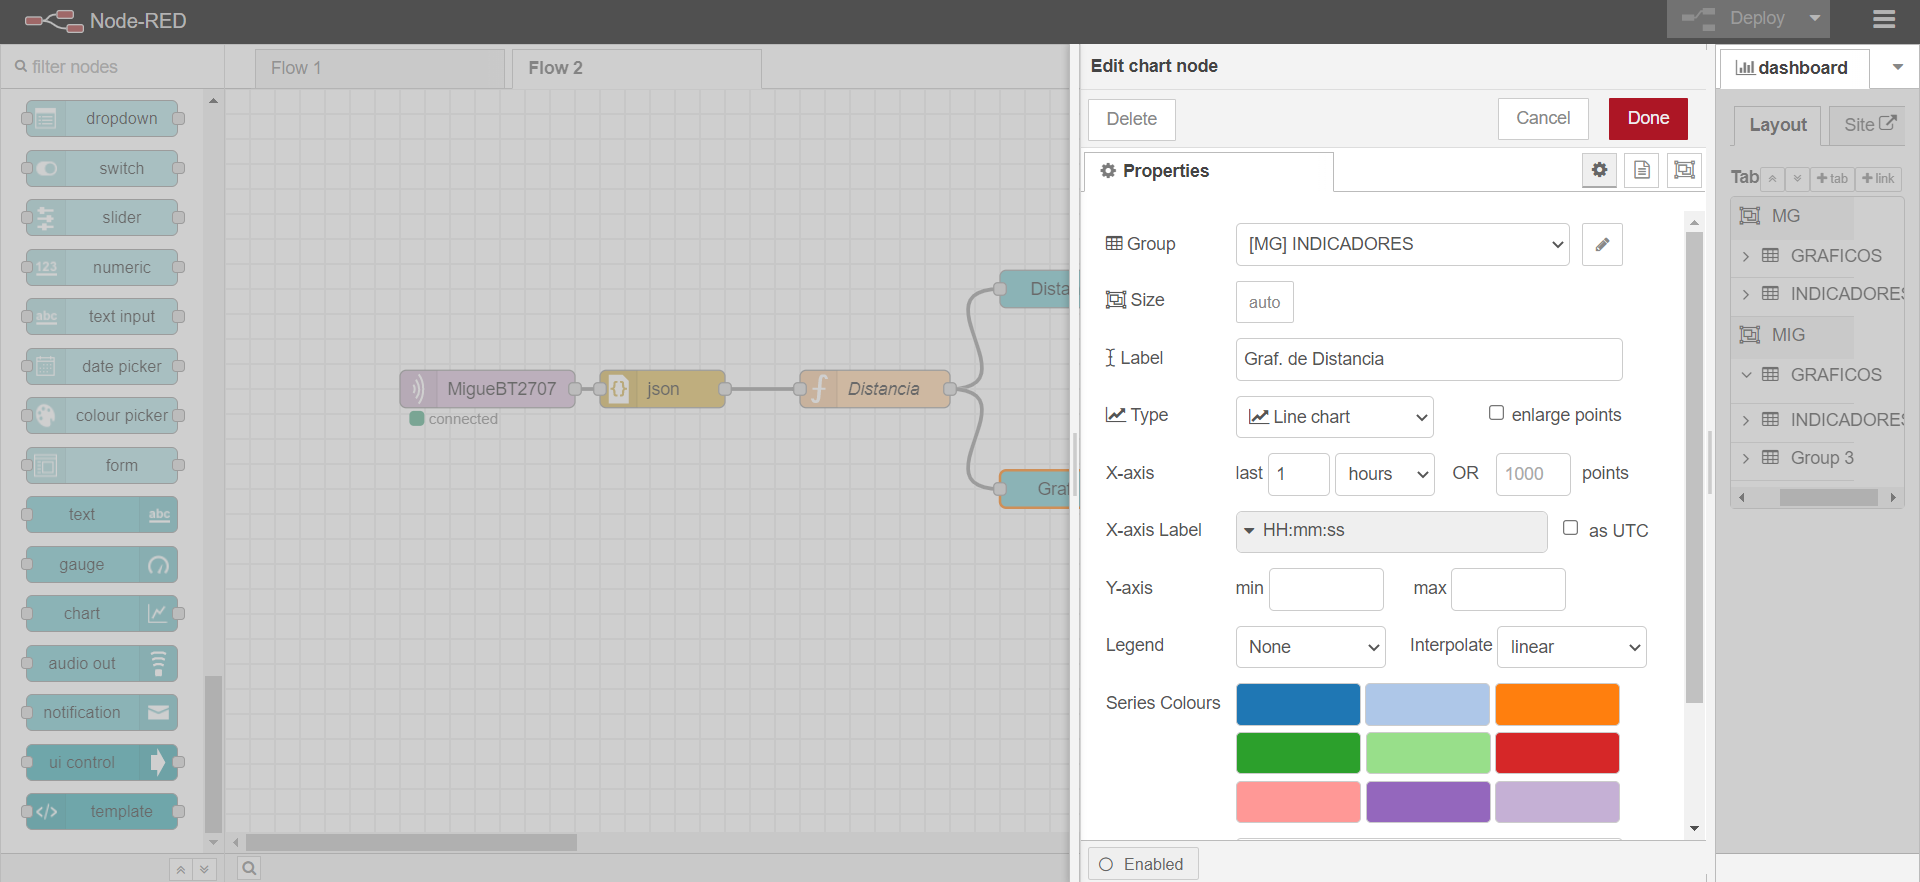 Node-RED
Deploy
filter nodes
Flow 1
Flow 2
dropdown
switch
slider
123 numeric
abc text input
date picker
colour picker
form
text abc
gauge
chart
audio out
notification
ui control
template
MigueBT2707
connected
json
Distancia
Dista
Graf
Edit chart node
Delete
Cancel
Done
Properties
Group
[MG] INDICADORES
Size
auto
Label
Graf. de Distancia
Type
Line chart
enlarge points
X-axis
last 1 hours OR 1000 points
X-axis Label
HH:mm:ss
as UTC
Y-axis
min
max
Legend
None
Interpolate
linear
Series Colours
Enabled
dashboard
Layout
Site
Tab
tab
link
MG
GRAFICOS
INDICADORES
MIG
GRAFICOS
INDICADORES
Group 3